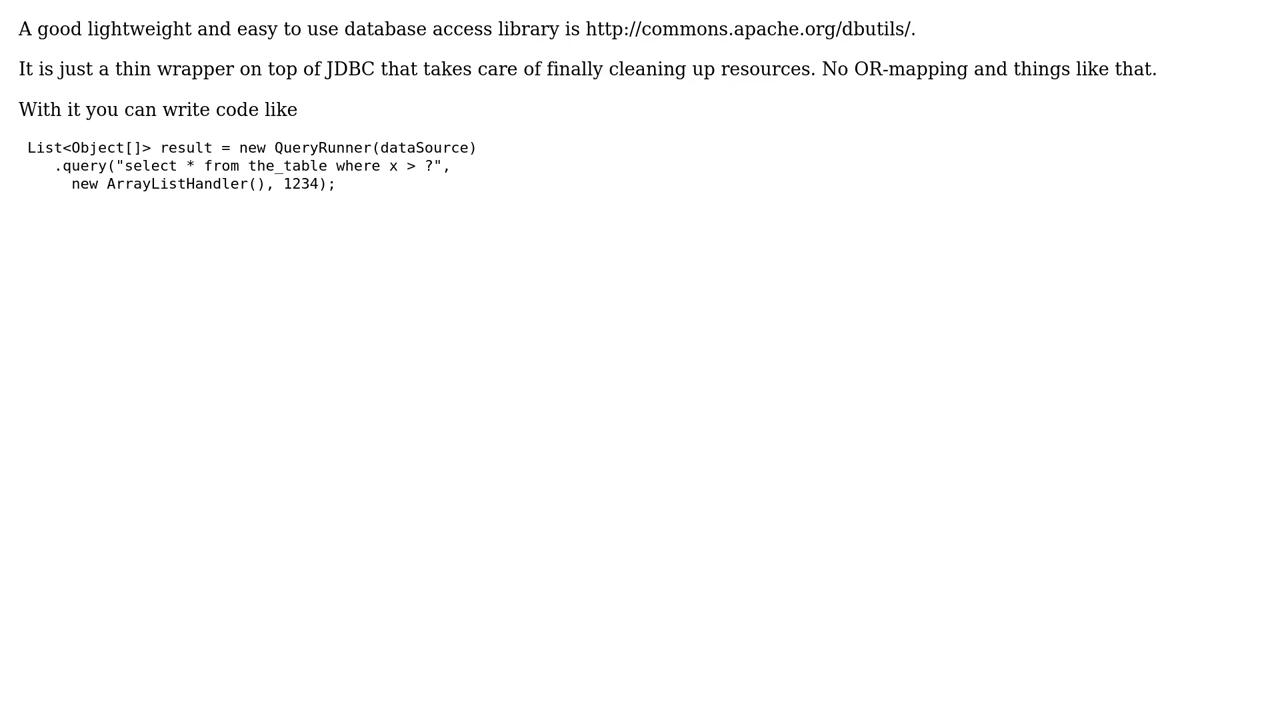 A good lightweight and easy to use database access library is http://commons.apache.org/dbutils/.
It is just a thin wrapper on top of JDBC that takes care of finally cleaning up resources. No OR-mapping and things like that.
With it you can write code like
List<Object[]> result = new QueryRunner(dataSource)
.query("select * from the_table where x > ?",
new ArrayListHandler(), 1234);